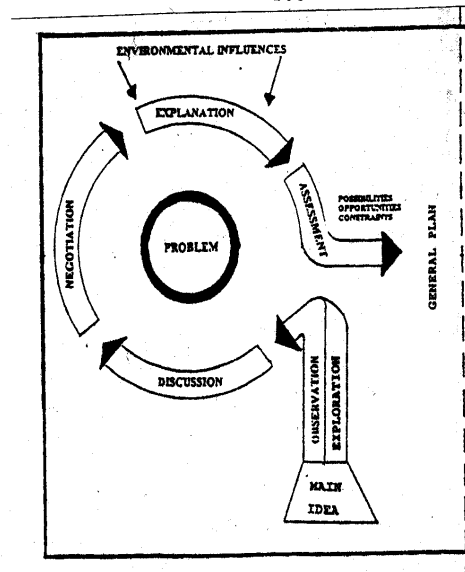 ENVIRONMENTAL INFLUENCES
EXPLANATION
ASSESSMENT
POSSIBILITIES
OPPORTUNITIES
CONSTRAINTS
GENERAL PLAN
NEGOTIATION
PROBLEM
DISCUSSION
OBSERVATION
EXPLORATION
MAIN
IDEA